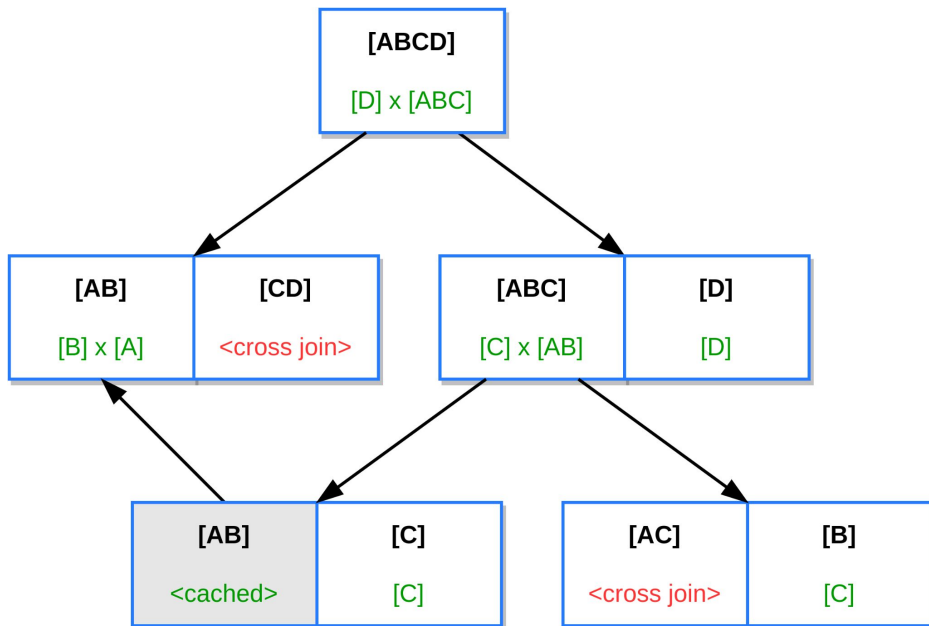 [ABCD]
[D] x [ABC]
[AB]
[B] x [A]
[CD]
<cross join>
[ABC]
[C] x [AB]
[D]
[D]
[AB]
<cached>
[C]
[C]
[AC]
<cross join>
[B]
[C]